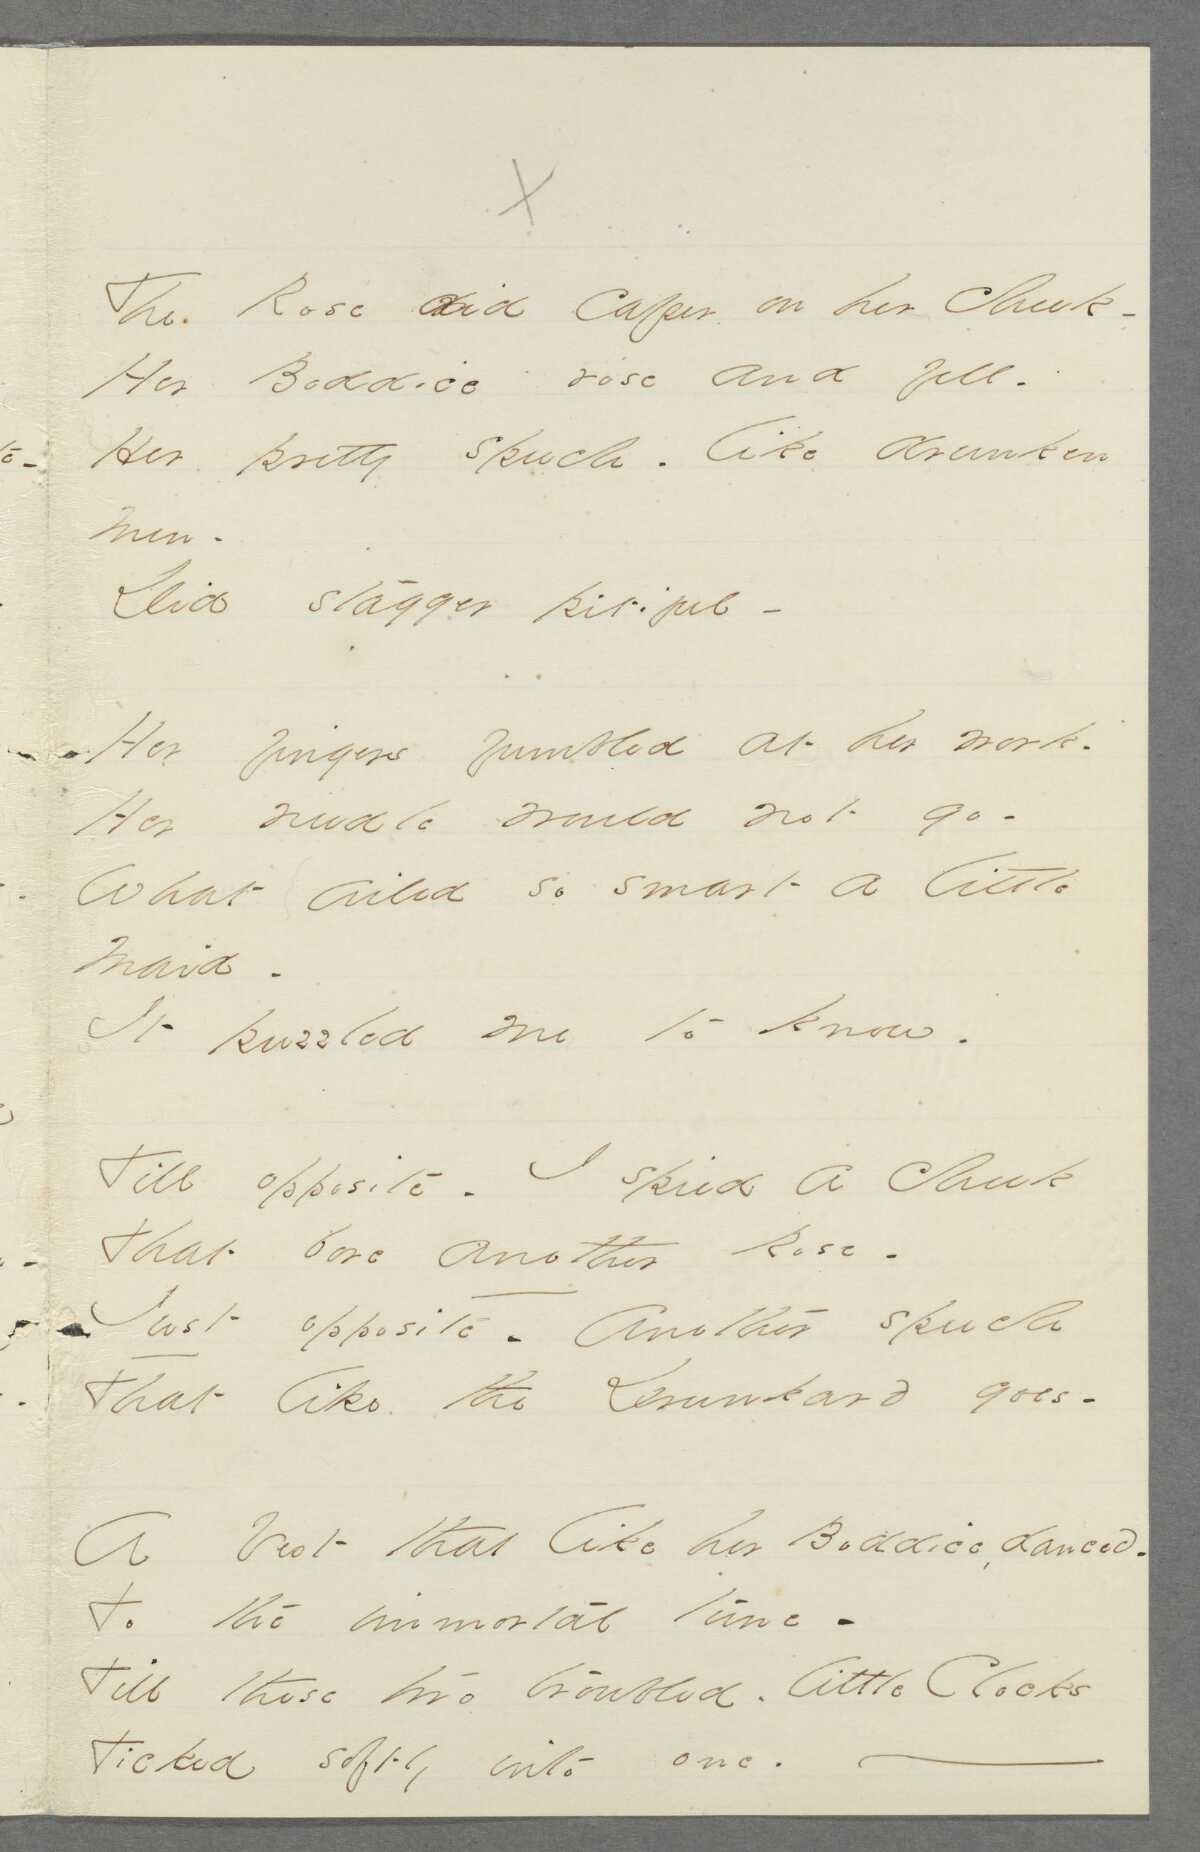 X
The Rose did caper on her Cheek -
Her Boddice rose and fell -
Her pretty speech - like drunken
men -
Did stagger pitiful -
Her fingers fumbled at her work -
Her needle would not go -
What ailed so smart a little
Maid -
It puzzled me to know -
Till opposite - I spied a Cheek
That bore another Rose -
Just opposite - Another speech
That like the Drunkard goes -
A Vest that like her Boddice, danced -
To the immortal tune -
Till those two troubled - little Clocks
Ticked softly into one.